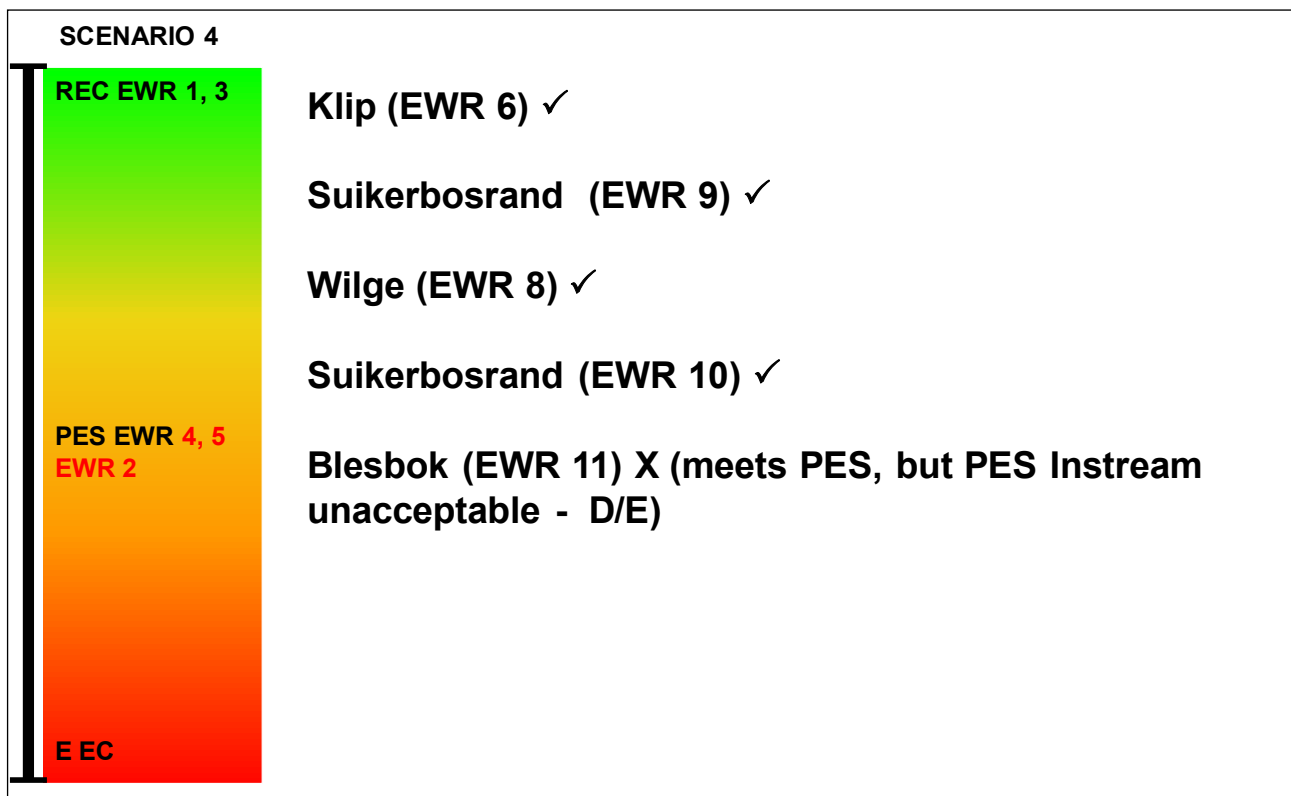 SCENARIO 4
REC EWR 1, 3
PES EWR 4, 5
EWR 2
E EC
Klip (EWR 6) ✓
Suikerbosrand (EWR 9) ✓
Wilge (EWR 8) ✓
Suikerbosrand (EWR 10) ✓
Blesbok (EWR 11) X (meets PES, but PES Instream
unacceptable - D/E)